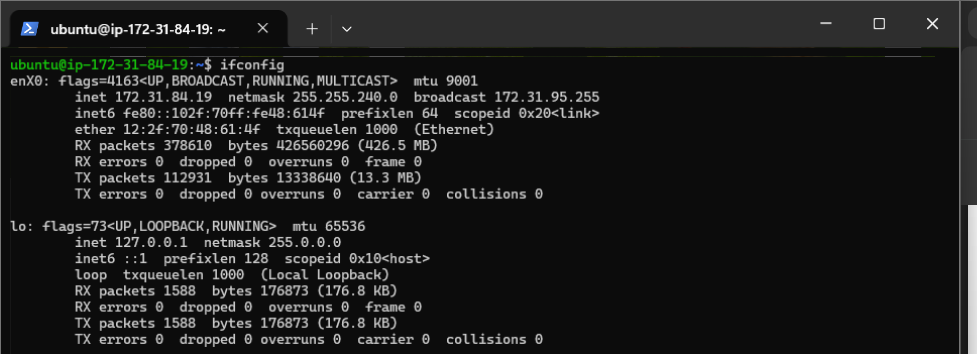 ubuntu@ip-172-31-84-19: ~
ubuntu@ip-172-31-84-19:~$ ifconfig
enX0: flags=4163<UP,BROADCAST,RUNNING,MULTICAST>  mtu 9001
        inet 172.31.84.19  netmask 255.255.240.0  broadcast 172.31.95.255
        inet6 fe80::102f:70ff:fe48:614f  prefixlen 64  scopeid 0x20<link>
        ether 12:2f:70:48:61:4f  txqueuelen 1000  (Ethernet)
        RX packets 378610  bytes 426560296 (426.5 MB)
        RX errors 0  dropped 0  overruns 0  frame 0
        TX packets 112931  bytes 13338640 (13.3 MB)
        TX errors 0  dropped 0 overruns 0  carrier 0  collisions 0

lo: flags=73<UP,LOOPBACK,RUNNING>  mtu 65536
        inet 127.0.0.1  netmask 255.0.0.0
        inet6 ::1  prefixlen 128  scopeid 0x10<host>
        loop  txqueuelen 1000  (Local Loopback)
        RX packets 1588  bytes 176873 (176.8 KB)
        RX errors 0  dropped 0  overruns 0  frame 0
        TX packets 1588  bytes 176873 (176.8 KB)
        TX errors 0  dropped 0 overruns 0  carrier 0  collisions 0